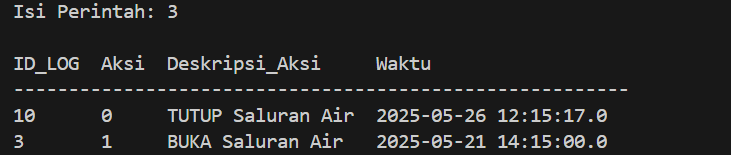 Isi Perintah: 3
ID_LOG  Aksi  Deskripsi_Aksi     Waktu
--------------------------------------------------------
10      0     TUTUP Saluran Air  2025-05-26 12:15:17.0
3       1     BUKA Saluran Air   2025-05-21 14:15:00.0